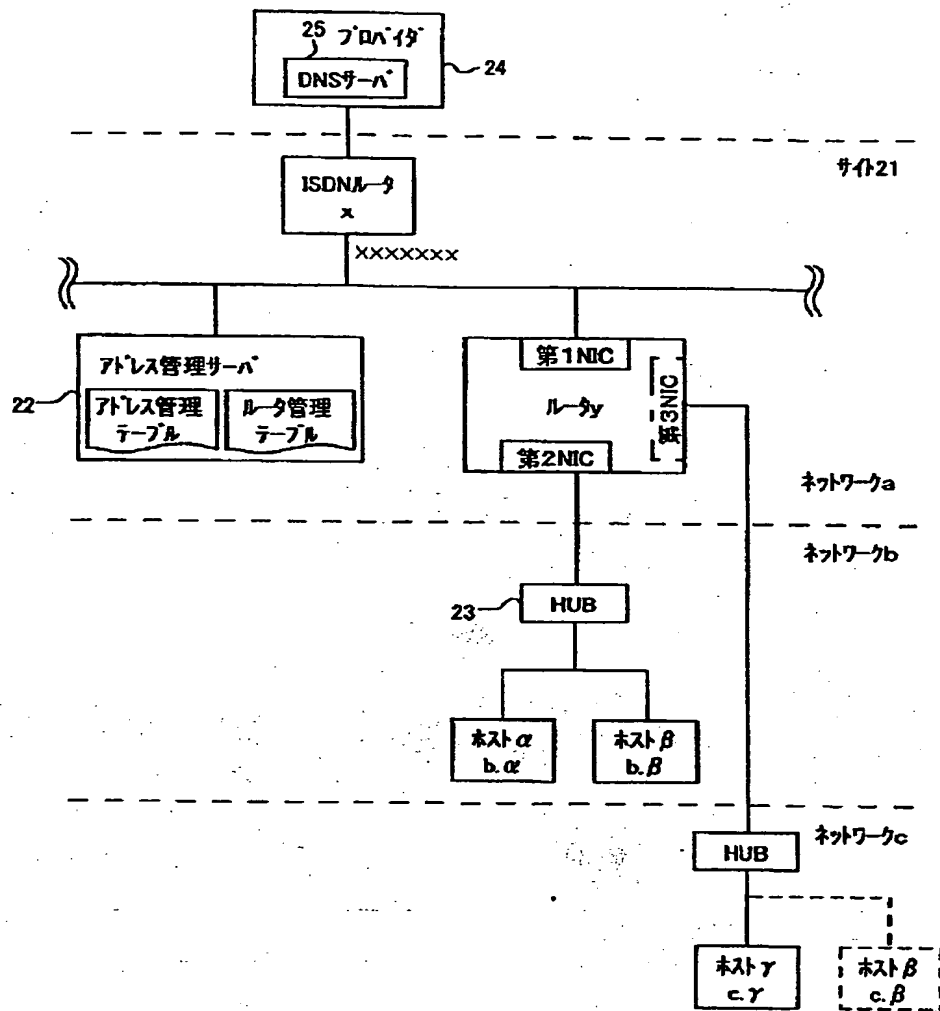 25 プロバイダ
DNSサーバ
24
サイト21
ISDNルータ
x
×××××××
アドレス管理サーバ
22
アドレス管理
テーブル
ルータ管理
テーブル
第1NIC
ルータy
第3NIC
第2NIC
ネットワークa
ネットワークb
23
HUB
ホストα
b.α
ホストβ
b.β
ネットワークc
HUB
ホストγ
c.γ
ホストβ
c.β